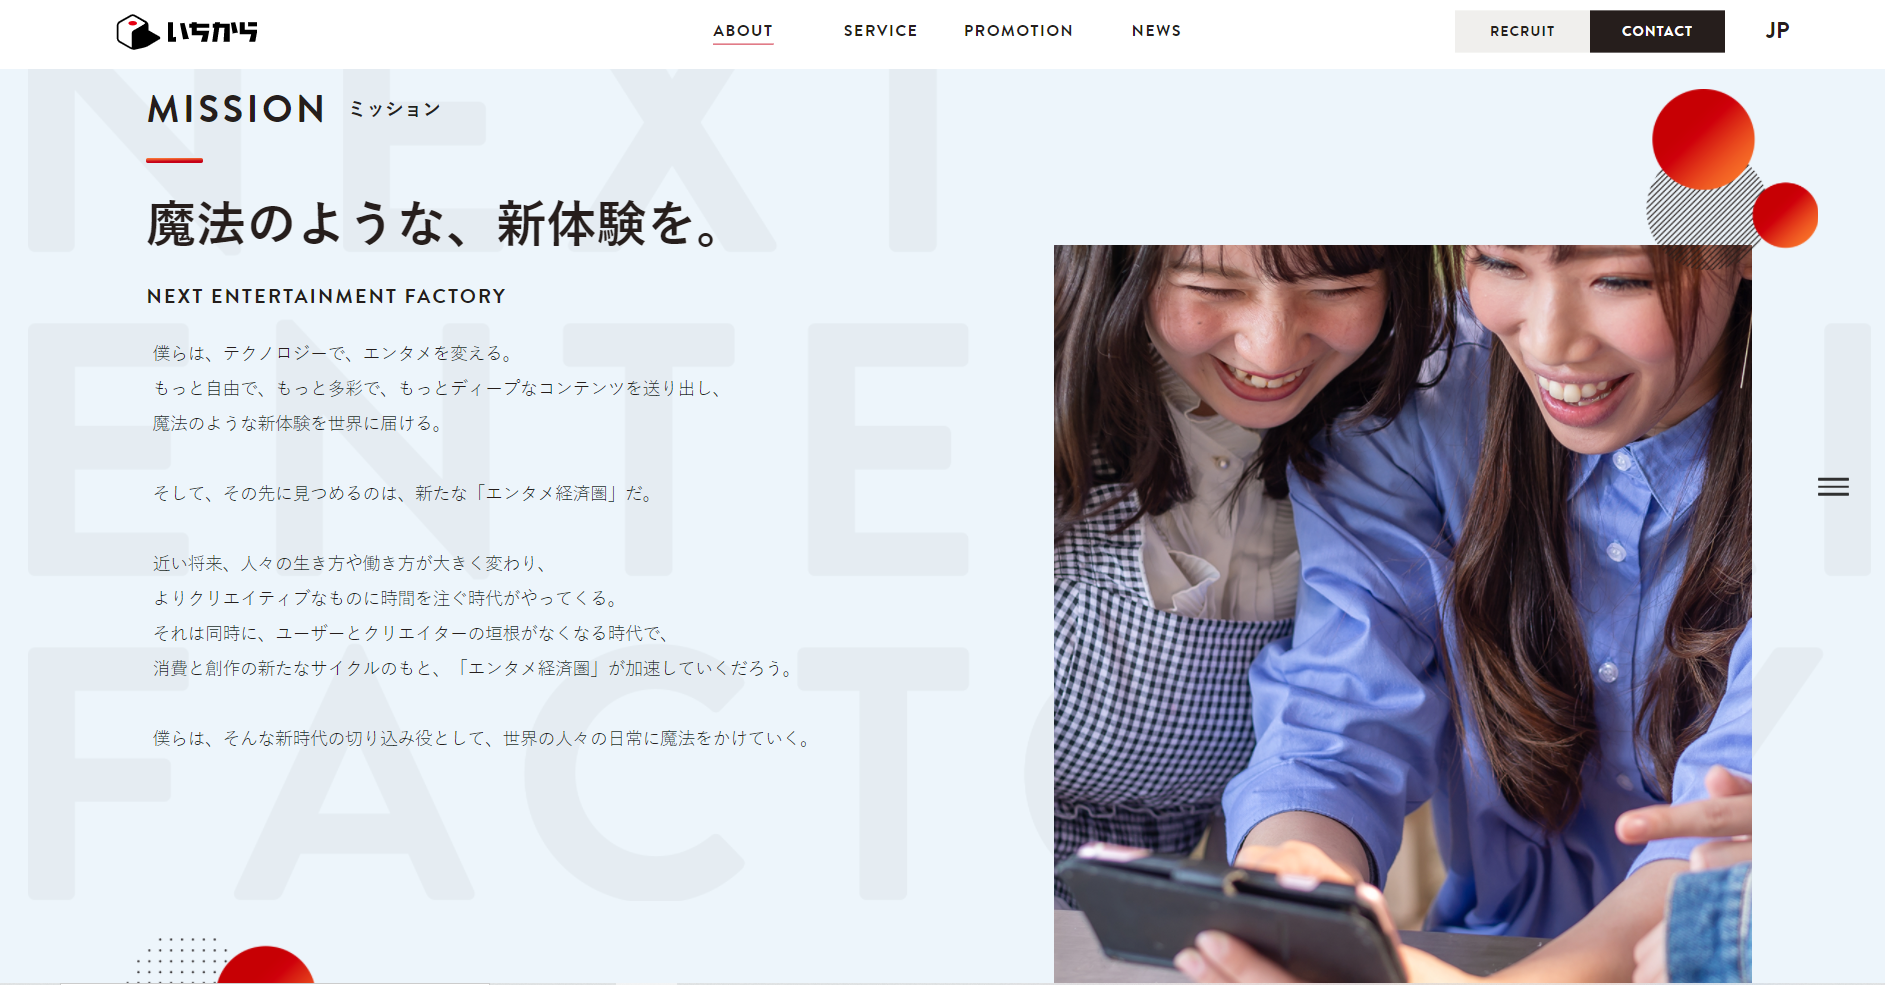 いちから
ABOUT
SERVICE
PROMOTION
NEWS
RECRUIT
CONTACT
JP
MISSION ミッション
魔法のような、新体験を。
NEXT ENTERTAINMENT FACTORY
僕らは、テクノロジーで、エンタメを変える。
もっと自由で、もっと多彩で、もっとディープなコンテンツを送り出し、
魔法のような新体験を世界に届ける。
そして、その先に見つめるのは、新たな「エンタメ経済圏」だ。
近い将来、人々の生き方や働き方が大きく変わり、
よりクリエイティブなものに時間を注ぐ時代がやってくる。
それは同時に、ユーザーとクリエイターの垣根がなくなる時代で、
消費と創作の新たなサイクルのもと、「エンタメ経済圏」が加速していくだろう。
僕らは、そんな新時代の切り込み役として、世界の人々の日常に魔法をかけていく。
NEXT
ENTE
FACTO